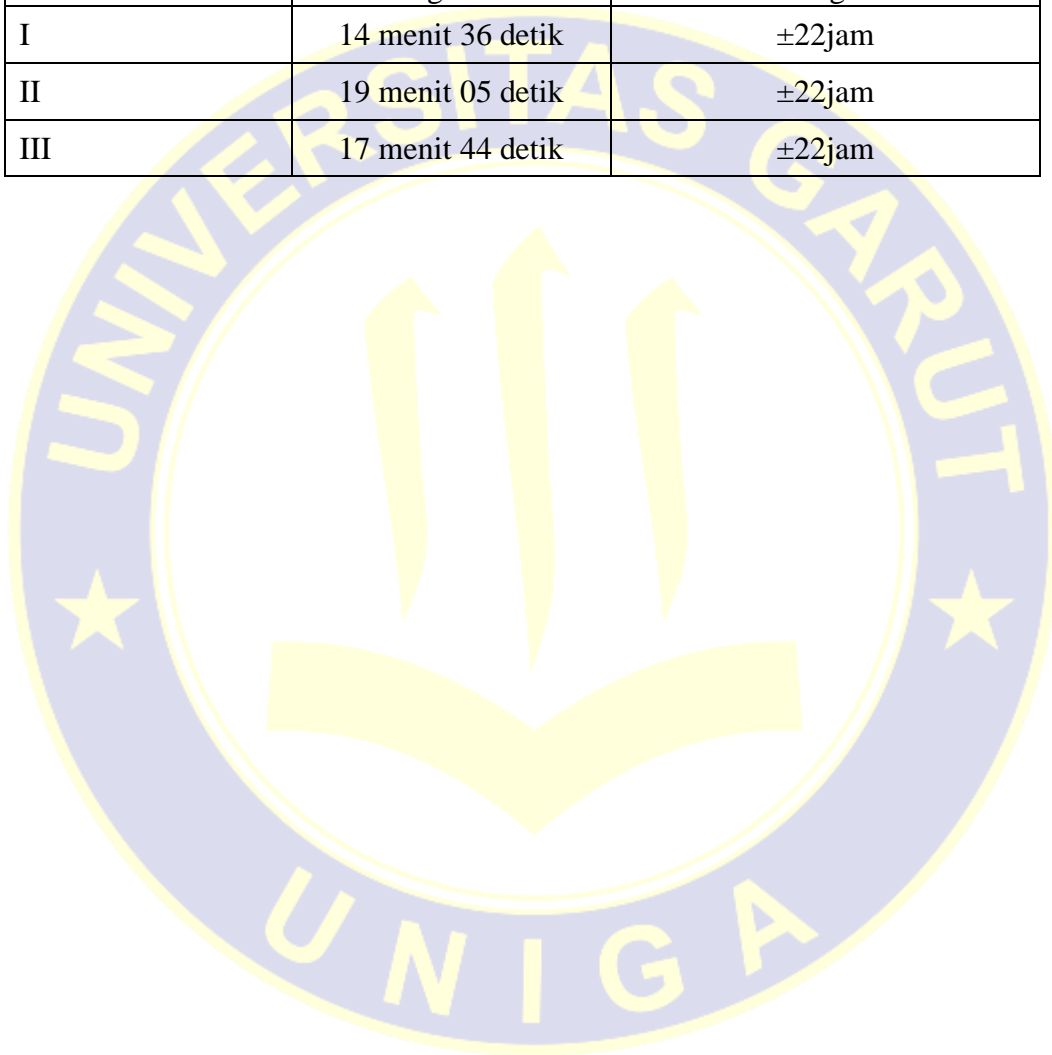 I 14 menit 36 detik ±22jam
II 19 menit 05 detik ±22jam
III 17 menit 44 detik ±22jam
UNIVERSITAS GARUT
UNIGA